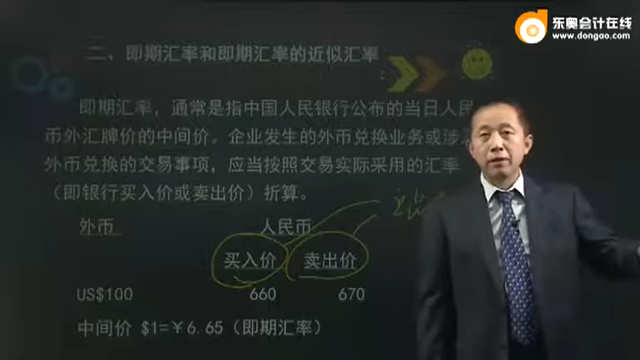 东奥会计在线
www.dongao.com
二、即期汇率和即期汇率的近似汇率
即期汇率，通常是指中国人民银行公布的当日人民
币外汇牌价的中间价。企业发生的外币兑换业务或涉
外币兑换的交易事项，应当按照交易实际采用的汇率
（即银行买入价或卖出价）折算。
外币 人民币
买入价 卖出价
US$100 660 670
中间价 $1=￥6.65（即期汇率）